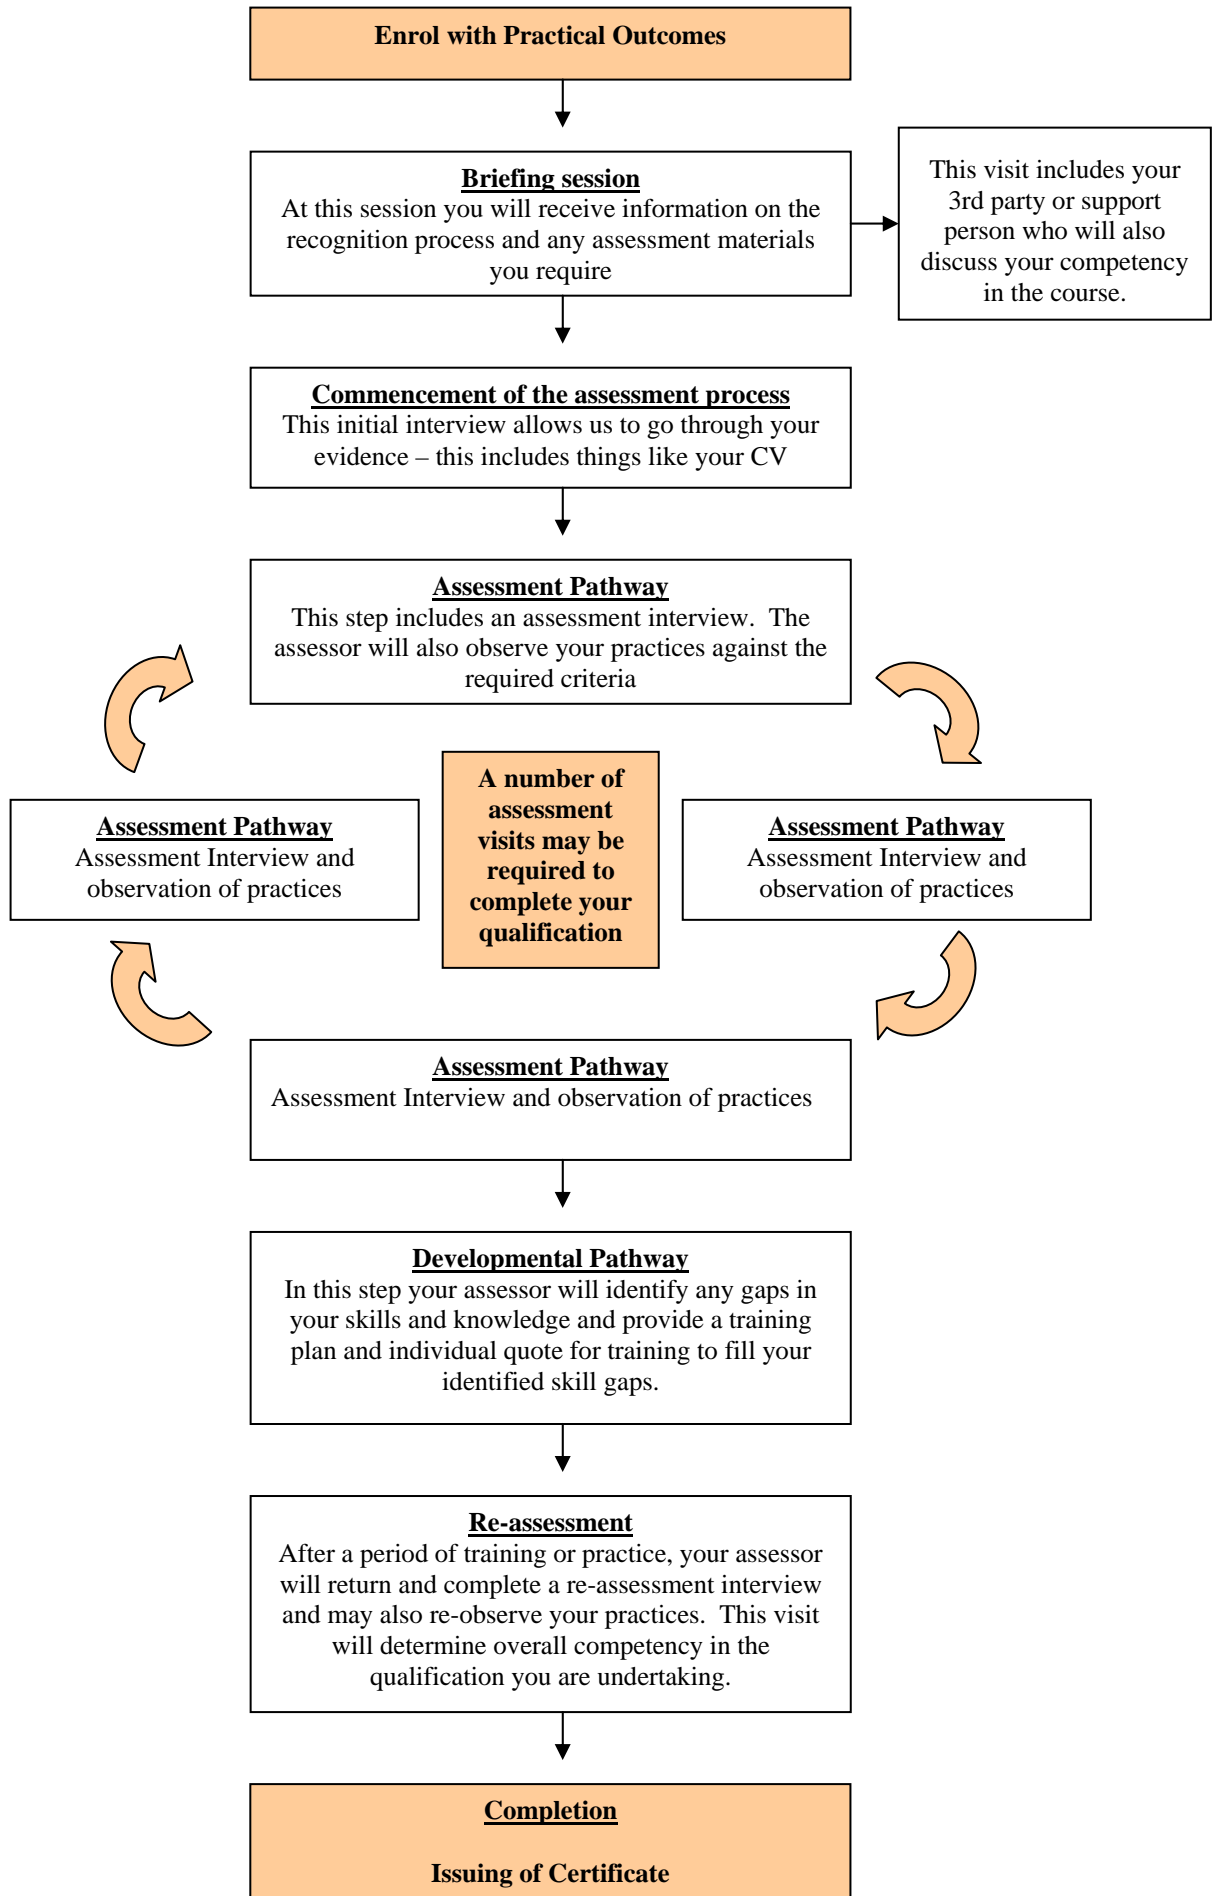 Enrol with Practical Outcomes
Briefing session
At this session you will receive information on the
recognition process and any assessment materials
you require
This visit includes your
3rd party or support
person who will also
discuss your competency
in the course.
Commencement of the assessment process
This initial interview allows us to go through your
evidence – this includes things like your CV
Assessment Pathway
This step includes an assessment interview.  The
assessor will also observe your practices against the
required criteria
Assessment Pathway
Assessment Interview and
observation of practices
A number of
assessment
visits may be
required to
complete your
qualification
Assessment Pathway
Assessment Interview and
observation of practices
Assessment Pathway
Assessment Interview and observation of practices
Developmental Pathway
In this step your assessor will identify any gaps in
your skills and knowledge and provide a training
plan and individual quote for training to fill your
identified skill gaps.
Re-assessment
After a period of training or practice, your assessor
will return and complete a re-assessment interview
and may also re-observe your practices.  This visit
will determine overall competency in the
qualification you are undertaking.
Completion
Issuing of Certificate